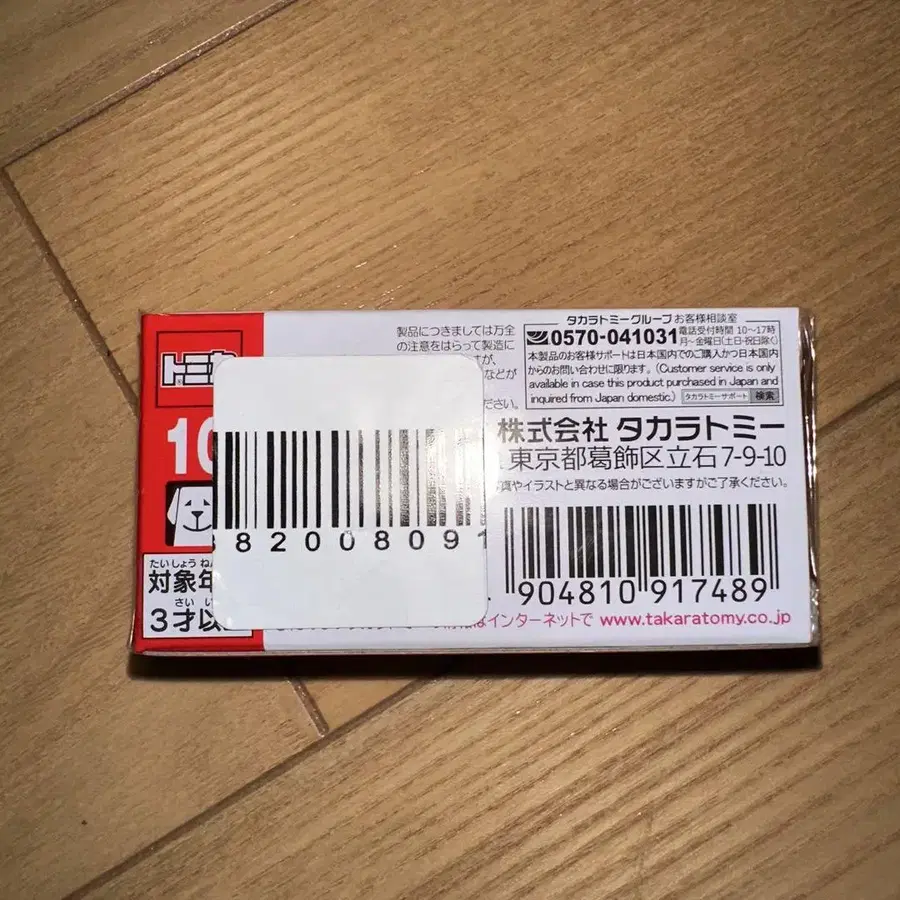 トミカ
10
たいしょうねん
対象年
さい い
3才以
製品につきましては万全
の注意をはらって製造に
すが、
などが
ださい。
タカラトミーグループ お客様相談室
0570-041031
電話受付時間 10〜17時
月〜金曜日(土・日・祝日除く)
本製品のお客様サポートは日本国内でのご購入かつ日本国内
からのお問い合わせに限ります。(Customer service is only
available in case this product purchased in Japan and
inquired from Japan domestic.) タカラトミーサポート 検索
株式会社 タカラトミー
東京都葛飾区立石7-9-10
真やイラストと異なる場合がございますがご了承ください。
82008091
904810 917489
はインターネットで www.takaratomy.co.jp